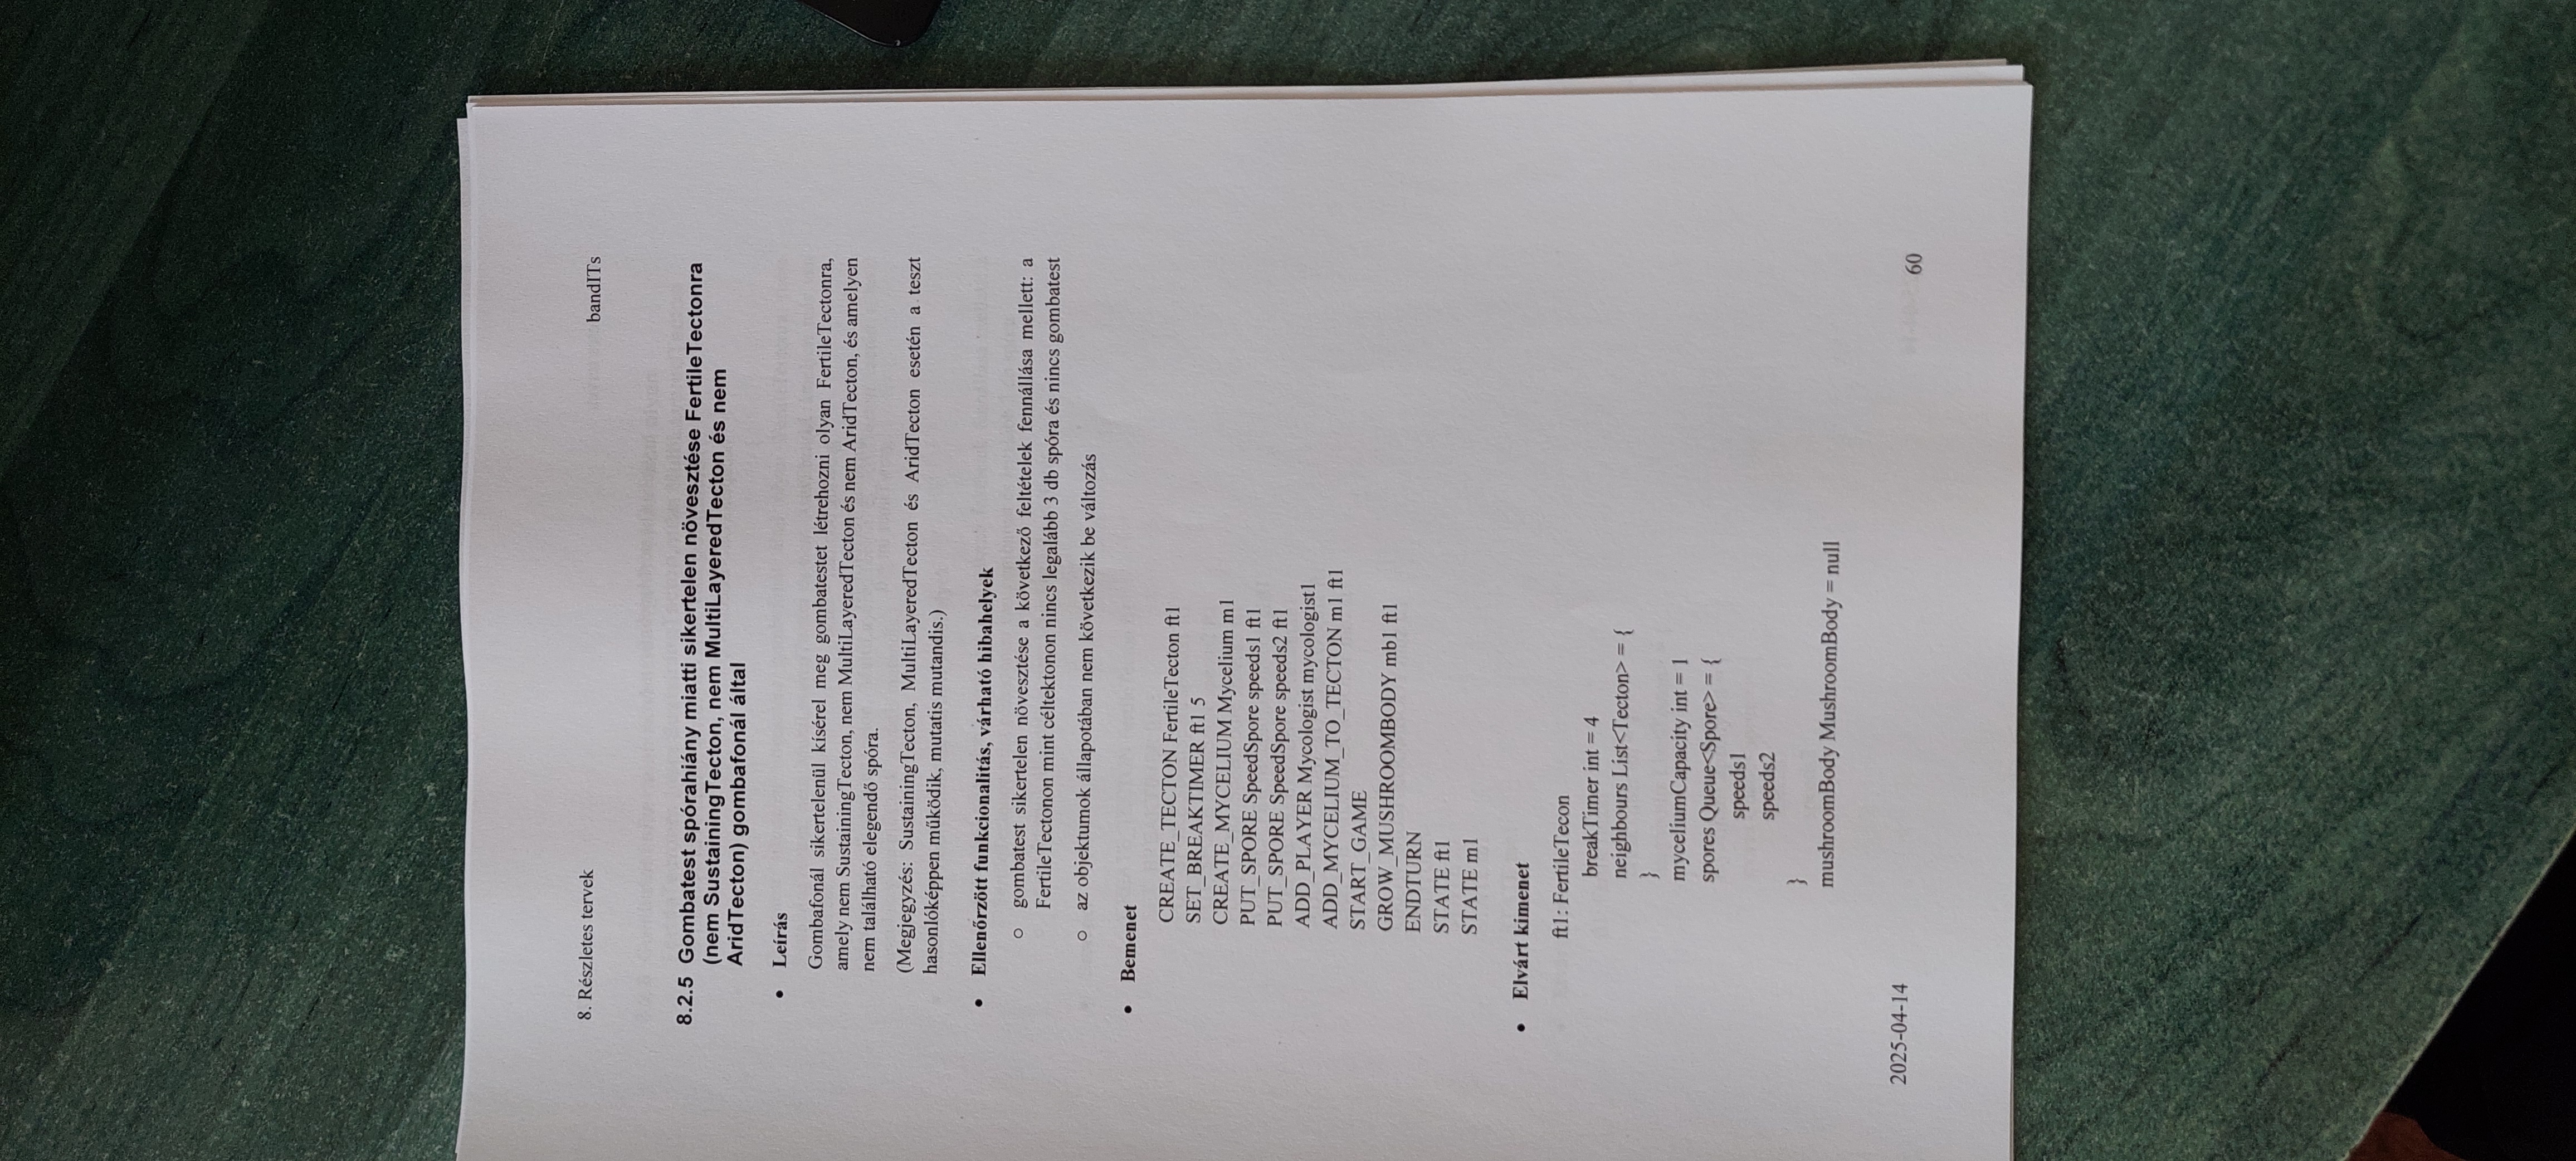 8. Részletes tervek
bandITs
8.2.5 Gombatest spórahiány miatti sikertelen növesztése FertileTectonra
(nem SustainingTecton, nem MultiLayeredTecton és nem
AridTecton) gombafonál által
• Leírás
Gombafonál sikertelenül kísérel meg gombatestet létrehozni olyan FertileTectonra,
amely nem SustainingTecton, nem MultiLayeredTecton és nem AridTecton, és amelyen
nem található elegendő spóra.
(Megjegyzés: SustainingTecton, MultiLayeredTecton és AridTecton esetén a teszt
hasonlóképpen működik, mutatis mutandis.)
• Ellenőrzött funkcionalitás, várható hibahelyek
o gombatest sikertelen növesztése a következő feltételek fennállása mellett: a
FertileTectonon mint céltektonon nincs legalább 3 db spóra és nincs gombatest
o az objektumok állapotában nem következik be változás
• Bemenet
CREATE_TECTON FertileTecton ft1
SET_BREAKTIMER ft1 5
CREATE_MYCELIUM Mycelium m1
PUT_SPORE SpeedSpore speeds1 ft1
PUT_SPORE SpeedSpore speeds2 ft1
ADD_PLAYER Mycologist mycologist1
ADD_MYCELIUM_TO_TECTON m1 ft1
START_GAME
GROW_MUSHROOMBODY mb1 ft1
ENDTURN
STATE ft1
STATE m1
• Elvárt kimenet
ft1: FertileTecon
breakTimer int = 4
neighbours List<Tecton> = {
}
myceliumCapacity int = 1
spores Queue<Spore> = {
speeds1
speeds2
}
mushroomBody MushroomBody = null
2025-04-14
60